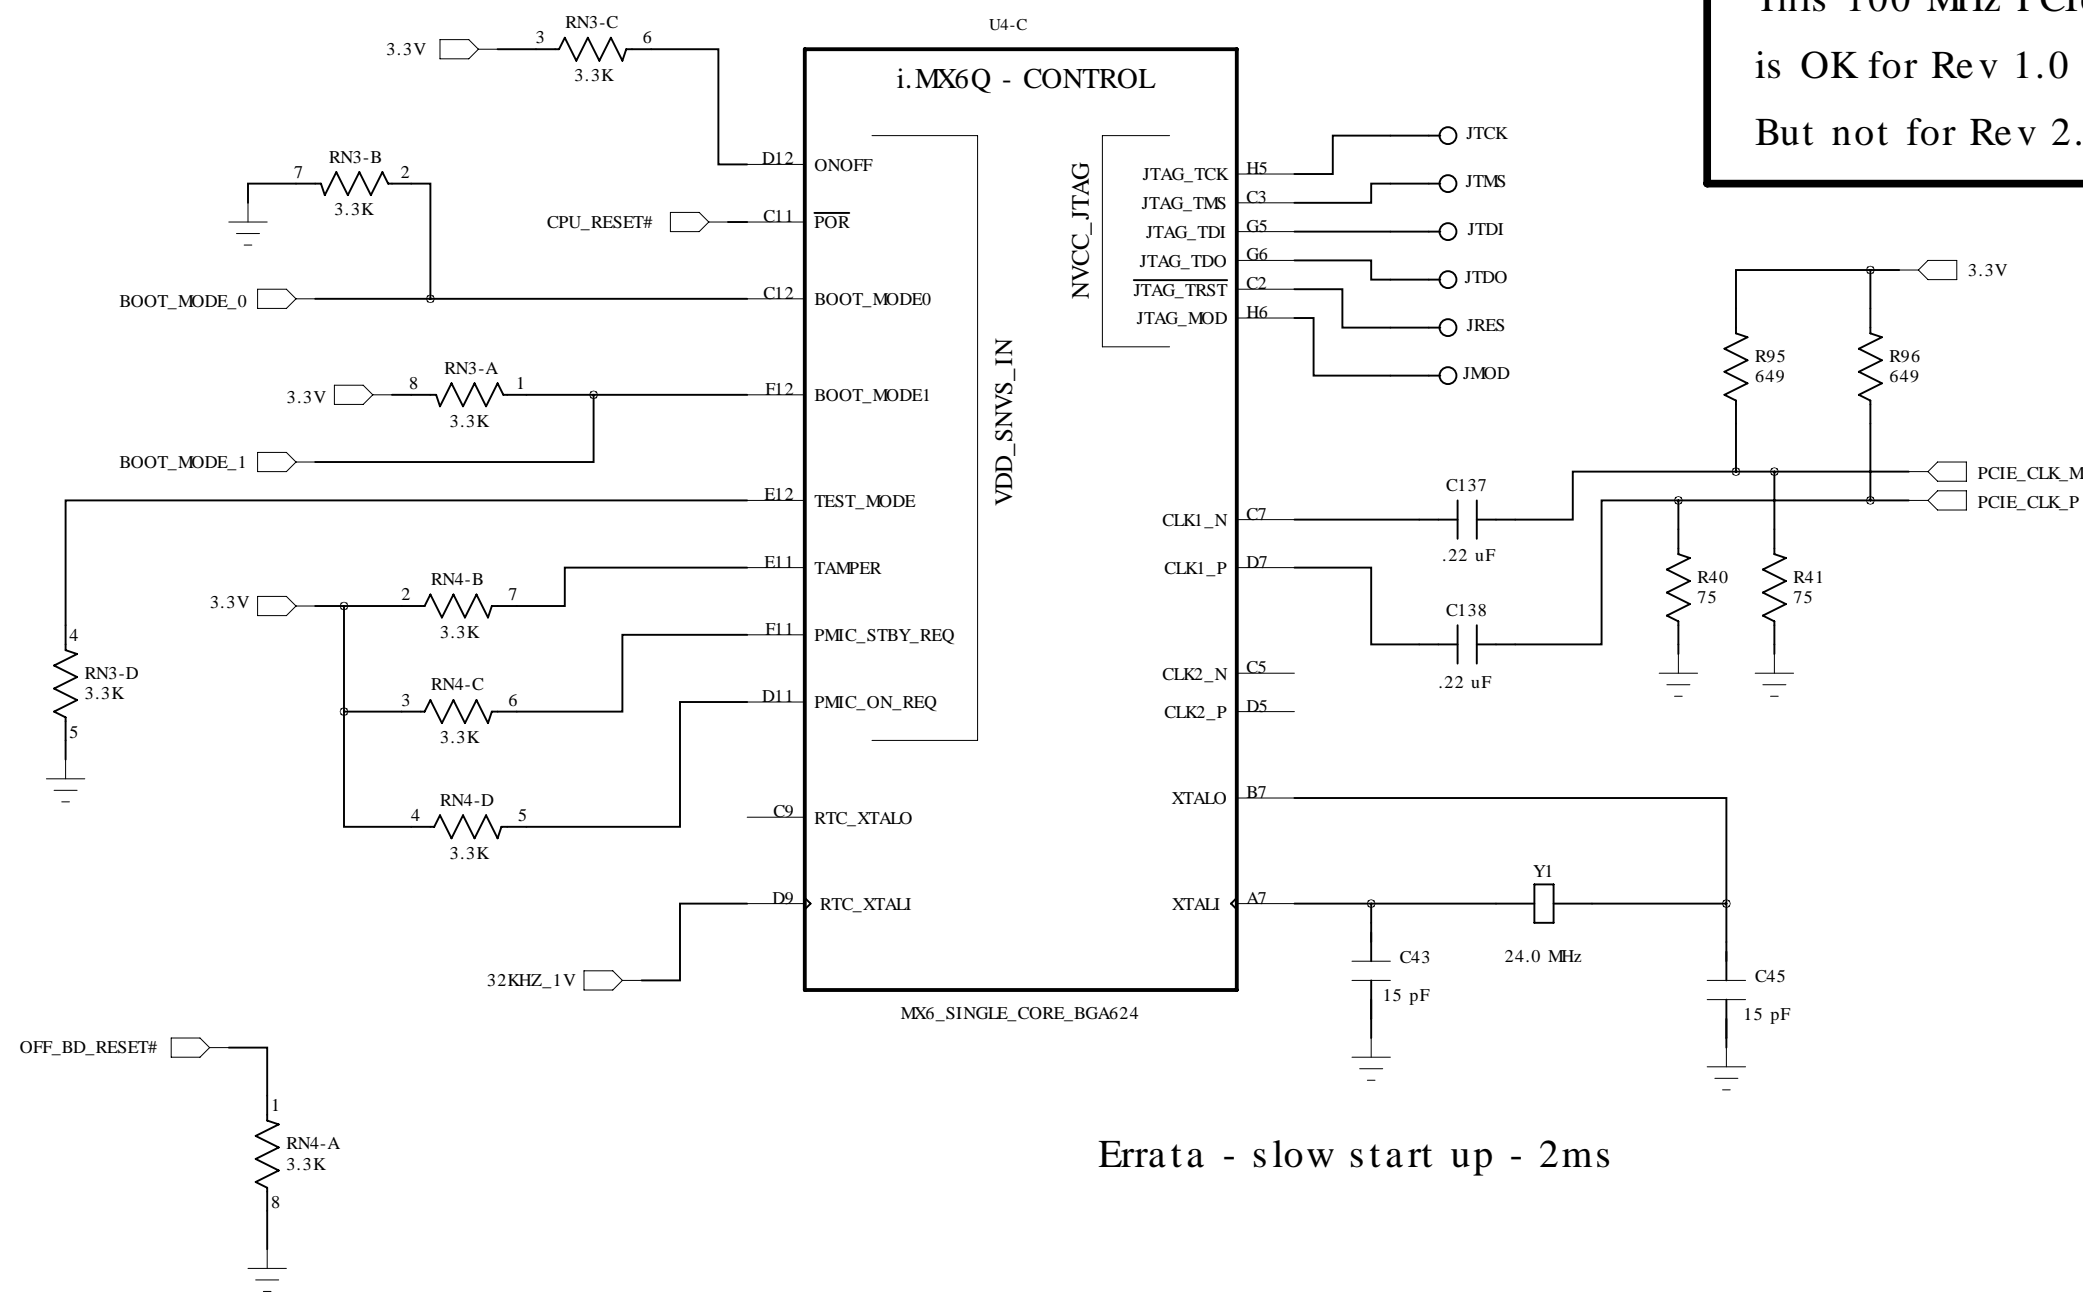 U4-C
i.MX6Q - CONTROL
This 100 MHz PCIe
is OK for Rev 1.0
But not for Rev 2.
RN3-C
3.3V
3
6
3.3K
RN3-B
7
2
3.3K
D12
ONOFF
CPU_RESET#
C11
POR
BOOT_MODE_0
C12
BOOT_MODE0
RN3-A
3.3V
8
1
3.3K
F12
BOOT_MODE1
BOOT_MODE_1
E12
TEST_MODE
E11
TAMPER
3.3V
2
RN4-B
7
3.3K
F11
PMIC_STBY_REQ
3
RN4-C
6
3.3K
D11
PMIC_ON_REQ
4
RN3-D
3.3K
5
4
RN4-D
5
3.3K
C9
RTC_XTALO
D9
RTC_XTALI
32KHZ_1V
OFF_BD_RESET#
1
RN4-A
3.3K
8
VDD_SNVS_IN
NVCC_JTAG
JTAG_TCK
H5
JTCK
JTAG_TMS
C3
JTMS
JTAG_TDI
G5
JTDI
JTAG_TDO
G6
JTDO
JTAG_TRST
C2
JRES
JTAG_MOD
H6
JMOD
3.3V
R95
649
R96
649
PCIE_CLK_M
PCIE_CLK_P
CLK1_N
C7
C137
.22 uF
CLK1_P
D7
C138
.22 uF
R40
75
R41
75
CLK2_N
C5
CLK2_P
D5
XTALO
B7
XTALI
A7
Y1
24.0 MHz
C43
15 pF
C45
15 pF
MX6_SINGLE_CORE_BGA624
Errata - slow start up - 2ms